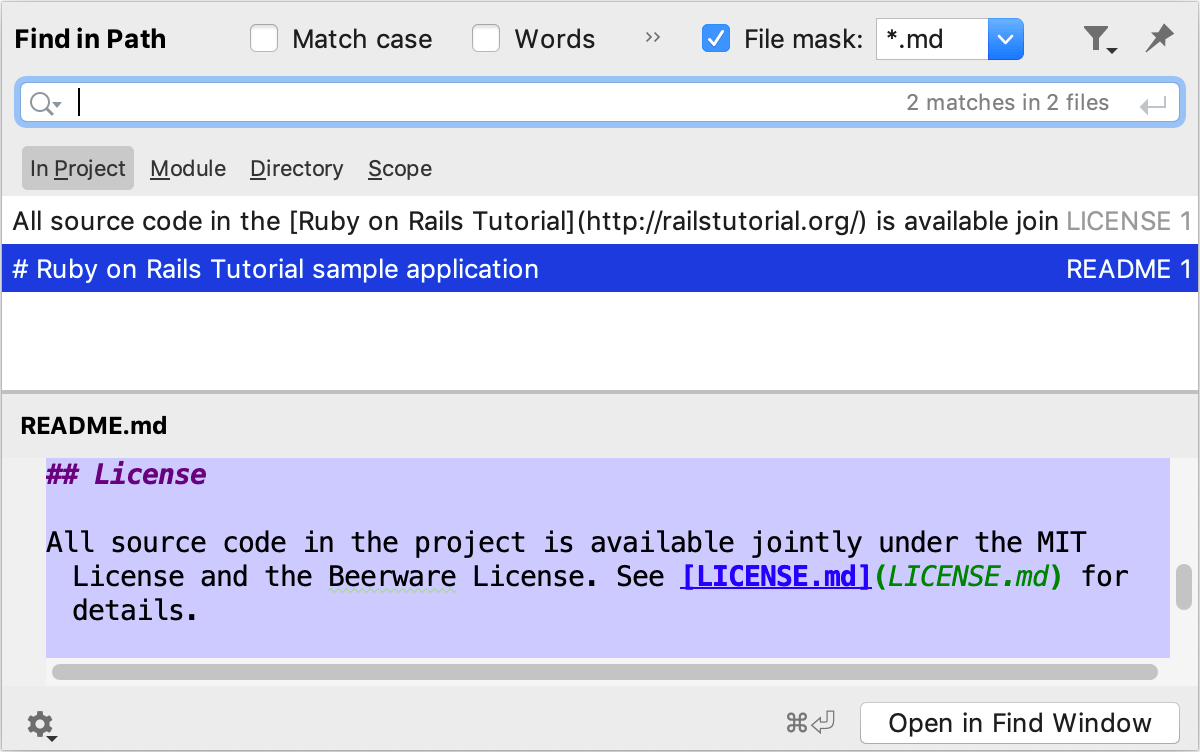 Find in Path Match case Words » File mask: *.md
2 matches in 2 files
In Project Module Directory Scope
All source code in the [Ruby on Rails Tutorial](http://railstutorial.org/) is available join LICENSE 1
# Ruby on Rails Tutorial sample application README 1
README.md
## License
All source code in the project is available jointly under the MIT
License and the Beerware License. See [LICENSE.md](LICENSE.md) for
details.
⌘⏎ Open in Find Window